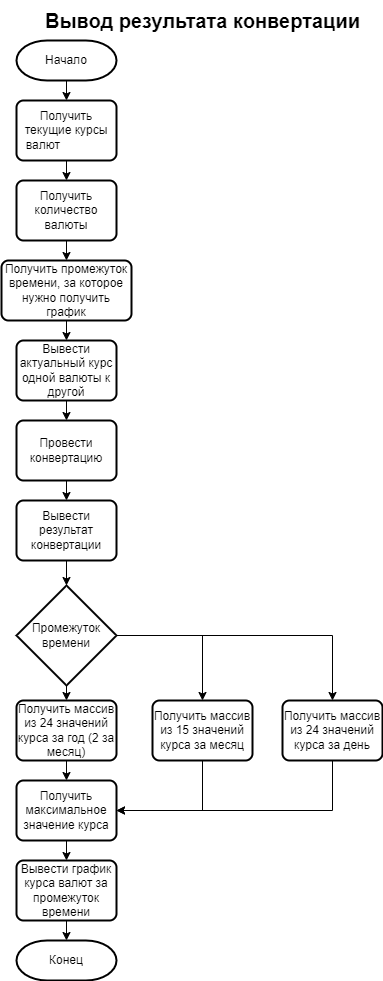 Вывод результата конвертации
Начало
Получить
текущие курсы
валют
Получить
количество
валюты
Получить промежуток
времени, за которое
нужно получить
график
Вывести
актуальный курс
одной валюты к
другой
Провести
конвертацию
Вывести
результат
конвертации
Промежуток
времени
Получить массив
из 24 значений
курса за год (2 за
месяц)
Получить массив
из 15 значений
курса за месяц
Получить массив
из 24 значений
курса за день
Получить
максимальное
значение курса
Вывести график
курса валют за
промежуток
времени
Конец